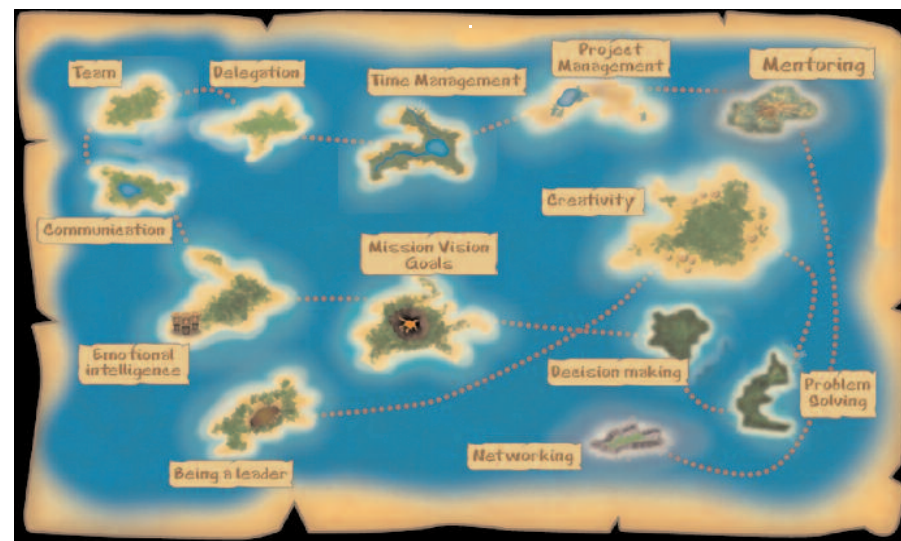 Team
Delegation
Time Management
Project
Management
Mentoring
Creativity
Communication
Mission Vision
Goals
Emotional
intelligence
Decision making
Problem
Solving
Networking
Being a leader